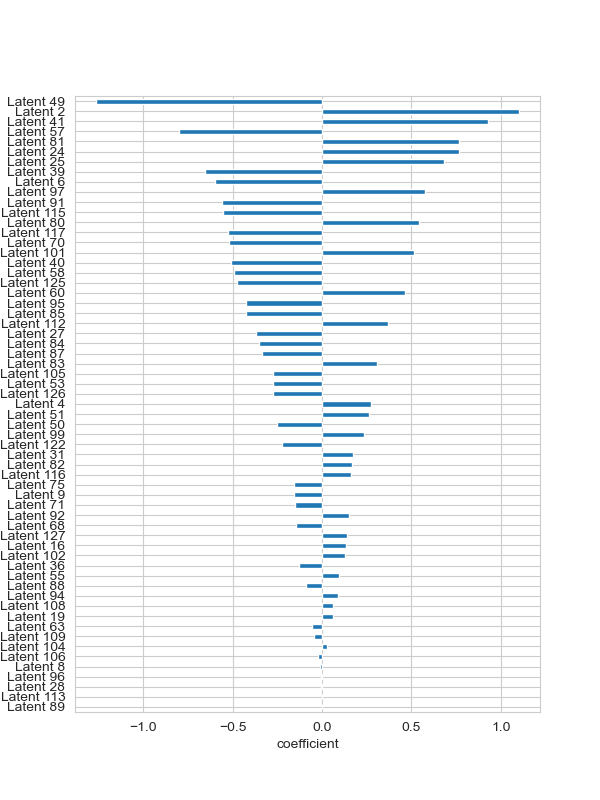 Latent 49
Latent 2
Latent 41
Latent 57
Latent 81
Latent 24
Latent 25
Latent 39
Latent 6
Latent 97
Latent 91
Latent 115
Latent 80
Latent 117
Latent 70
Latent 101
Latent 40
Latent 58
Latent 125
Latent 60
Latent 95
Latent 85
Latent 112
Latent 27
Latent 84
Latent 87
Latent 83
Latent 105
Latent 53
Latent 126
Latent 4
Latent 51
Latent 50
Latent 99
Latent 122
Latent 31
Latent 82
Latent 116
Latent 75
Latent 9
Latent 71
Latent 92
Latent 68
Latent 127
Latent 16
Latent 102
Latent 36
Latent 55
Latent 88
Latent 94
Latent 108
Latent 19
Latent 63
Latent 109
Latent 104
Latent 106
Latent 8
Latent 96
Latent 28
Latent 113
Latent 89
−1.0 −0.5 0.0 0.5 1.0
coefficient